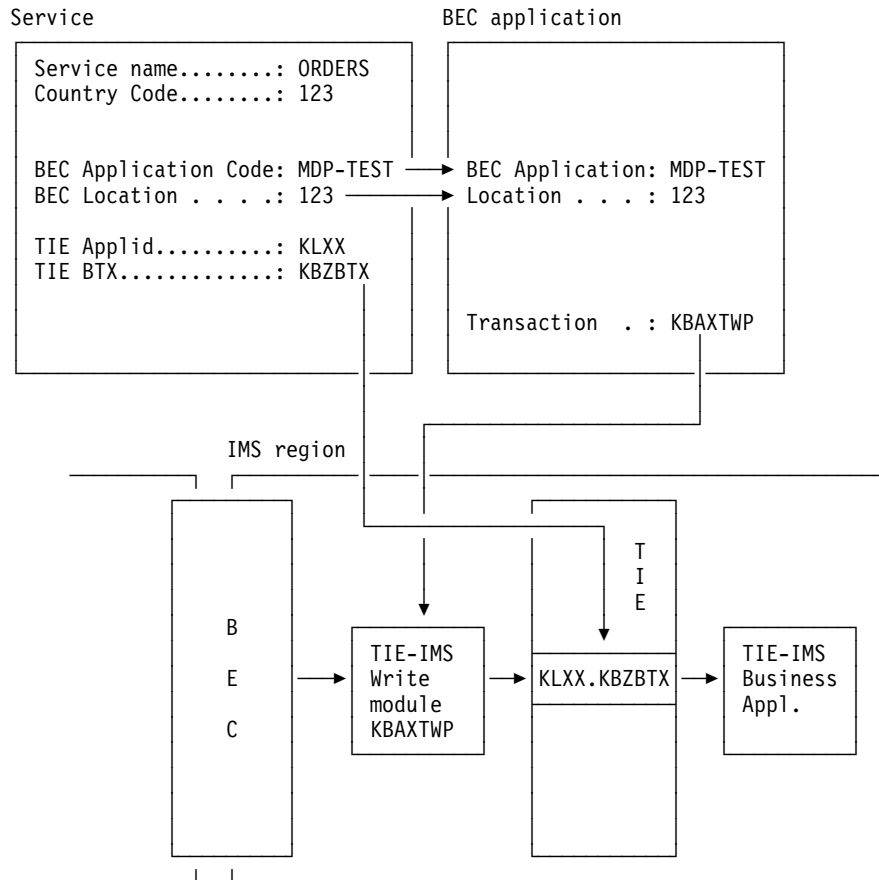 Service
BEC application
Service name........: ORDERS
Country Code........: 123
BEC Application Code: MDP-TEST
BEC Location . . . .: 123
TIE Applid..........: KLXX
TIE BTX.............: KBZBTX
BEC Application: MDP-TEST
Location . . . : 123
Transaction  . : KBAXTWP
IMS region
B
E
C
TIE-IMS
Write
module
KBAXTWP
T
I
E
KLXX.KBZBTX
TIE-IMS
Business
Appl.